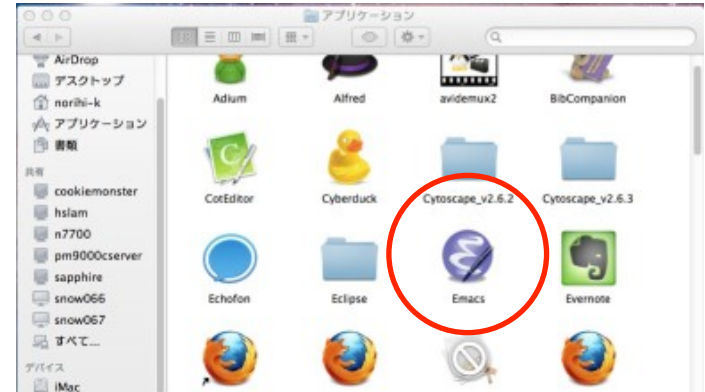 アプリケーション
AirDrop
デスクトップ
norihi-k
アプリケーション
書類
共有
cookiemonster
hslam
n7700
pm9000cserver
sapphire
snow066
snow067
すべて...
デバイス
iMac
Adium
Alfred
avidemux2
BibCompanion
CotEditor
Cyberduck
Cytoscape_v2.6.2
Cytoscape_v2.6.3
Echofon
Eclipse
Emacs
Evernote